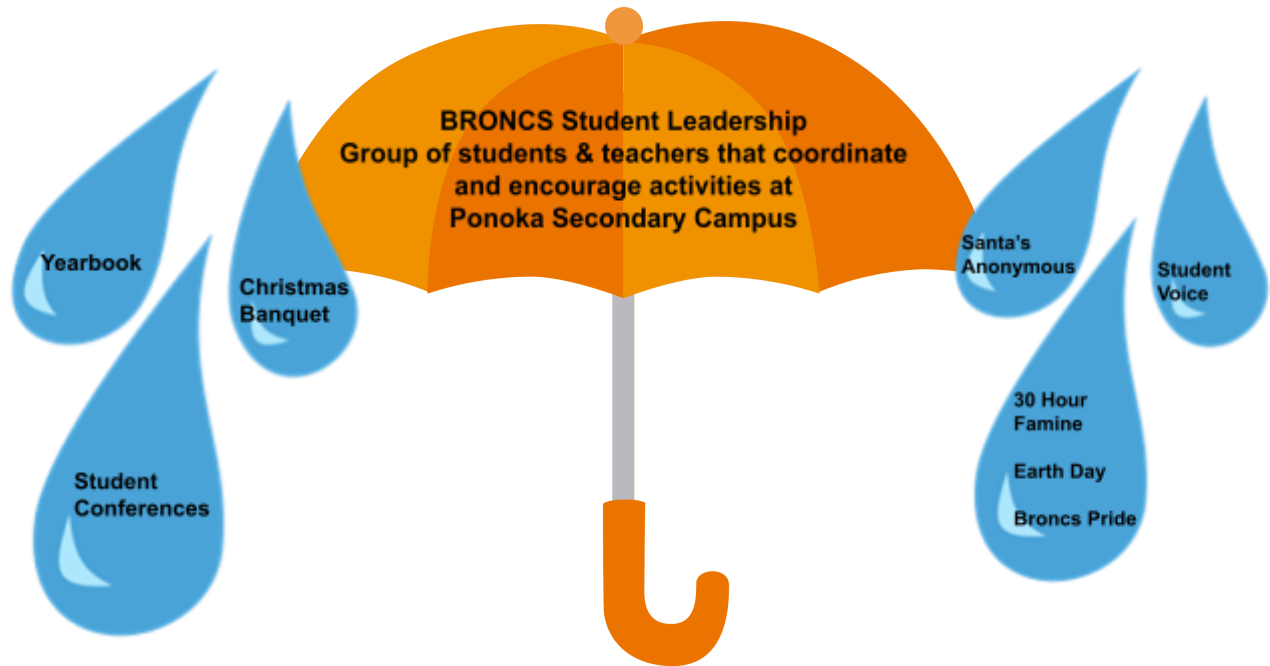 BRONCS Student Leadership
Group of students & teachers that coordinate
and encourage activities at
Ponoka Secondary Campus
Yearbook
Christmas
Banquet
Student
Conferences
Santa's
Anonymous
Student
Voice
30 Hour
Famine
Earth Day
Broncs Pride